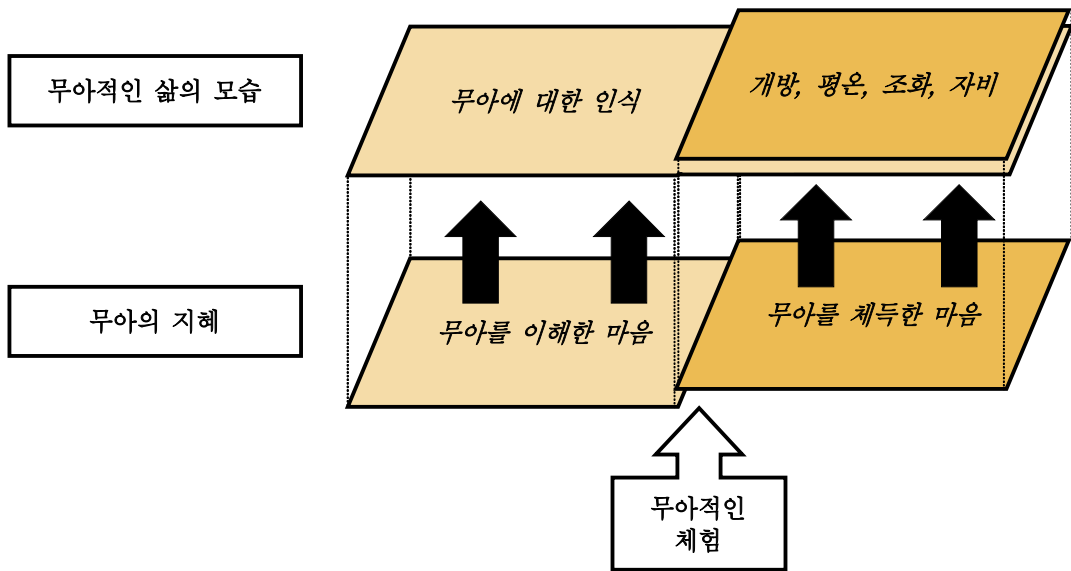 무아적인 삶의 모습
무아에 대한 인식
개방, 평온, 조화, 자비
무아의 지혜
무아를 이해한 마음
무아를 체득한 마음
무아적인
체험